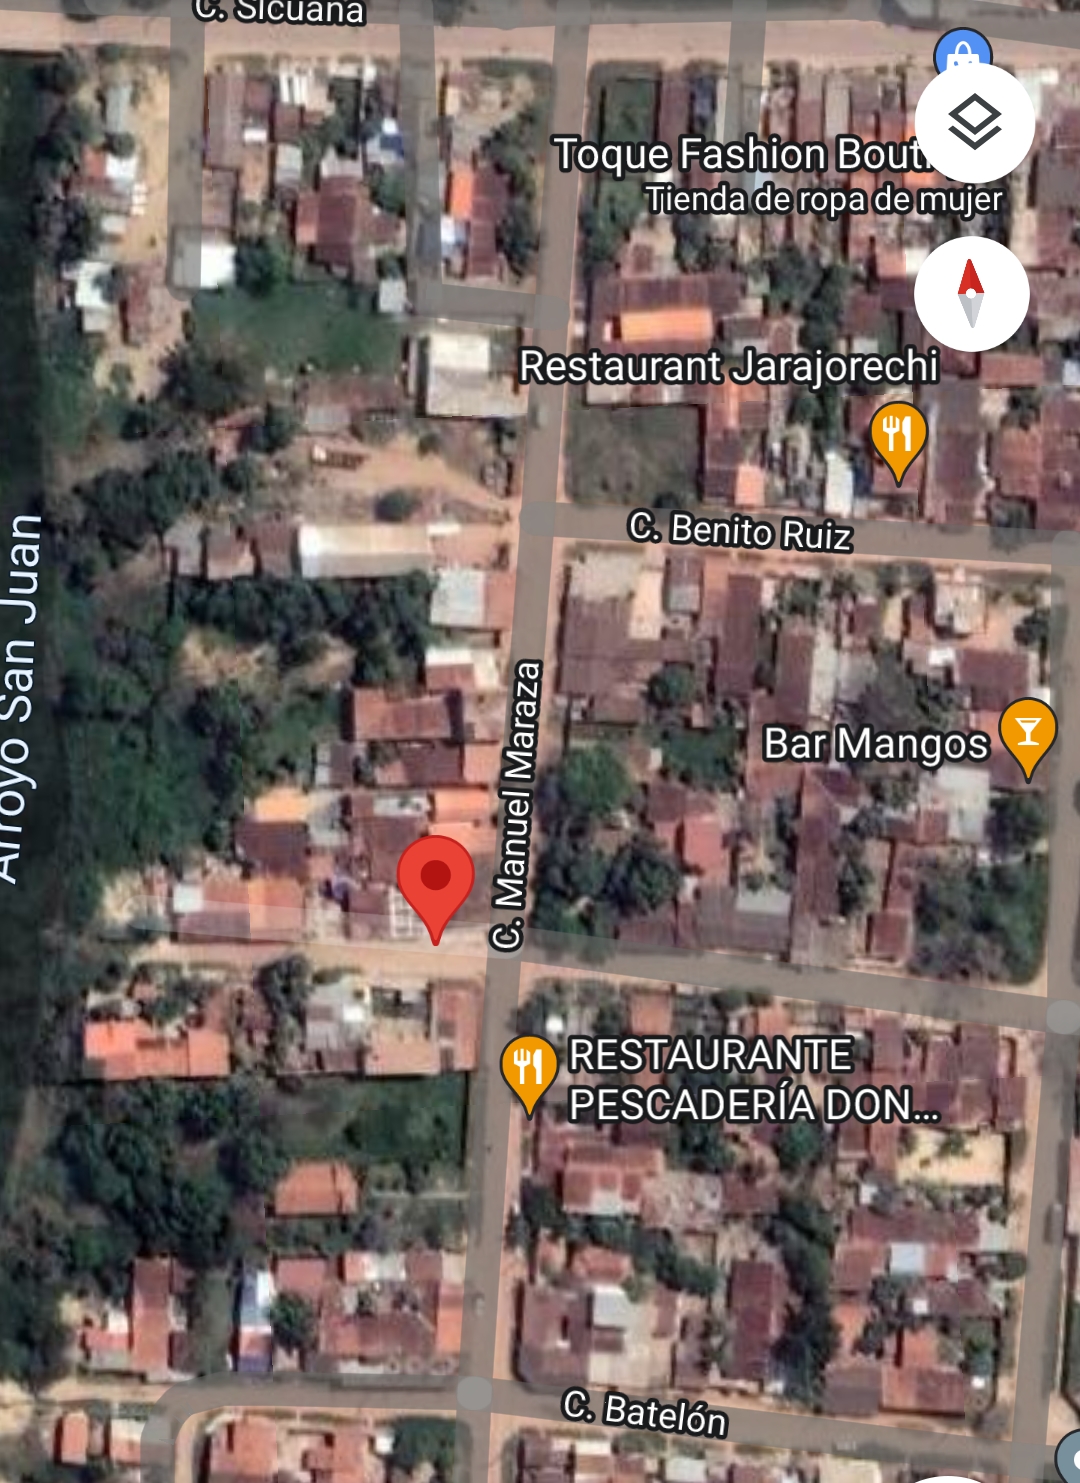 C. Sicuana
Toque Fashion Bouti
Tienda de ropa de mujer
Restaurant Jarajorechi
C. Benito Ruiz
Arroyo San Juan
C. Manuel Maraza
Bar Mangos
RESTAURANTE
PESCADERÍA DON...
C. Batelón